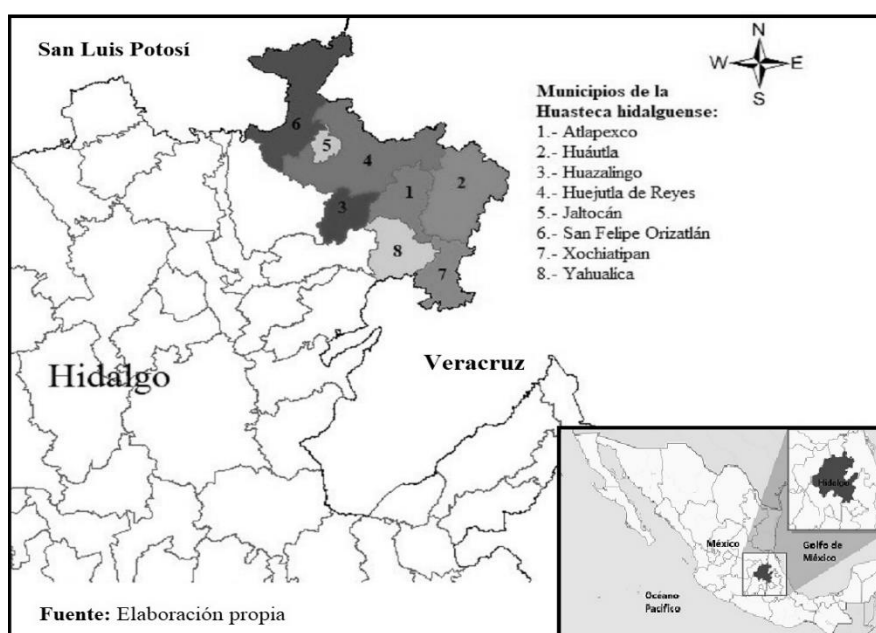 San Luis Potosí
N
W E
S
Municipios de la
Huasteca hidalguense:
1.- Atlapexco
2.- Huáutla
3.- Huazalingo
4.- Huejutla de Reyes
5.- Jaltocán
6.- San Felipe Orizatlán
7.- Xochiatipan
8.- Yahualica
6
5
4
2
1
3
8
7
Veracruz
Hidalgo
Hidalgo
México
Golfo de
México
Océano
Pacífico
Fuente: Elaboración propia